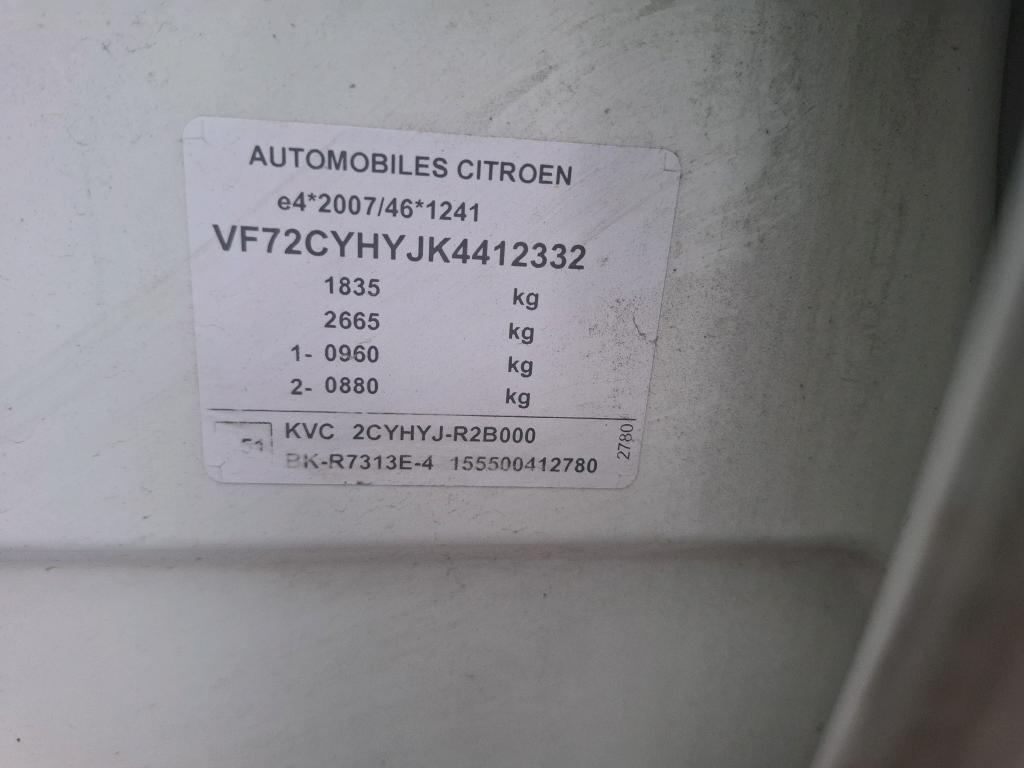 AUTOMOBILES CITROEN
e4*2007/46*1241
VF72CYHYJK4412332
1835 kg
2665 kg
1- 0960 kg
2- 0880 kg
51 KVC 2CYHYJ-R2B000
BK-R7313E-4 155500412780
2780